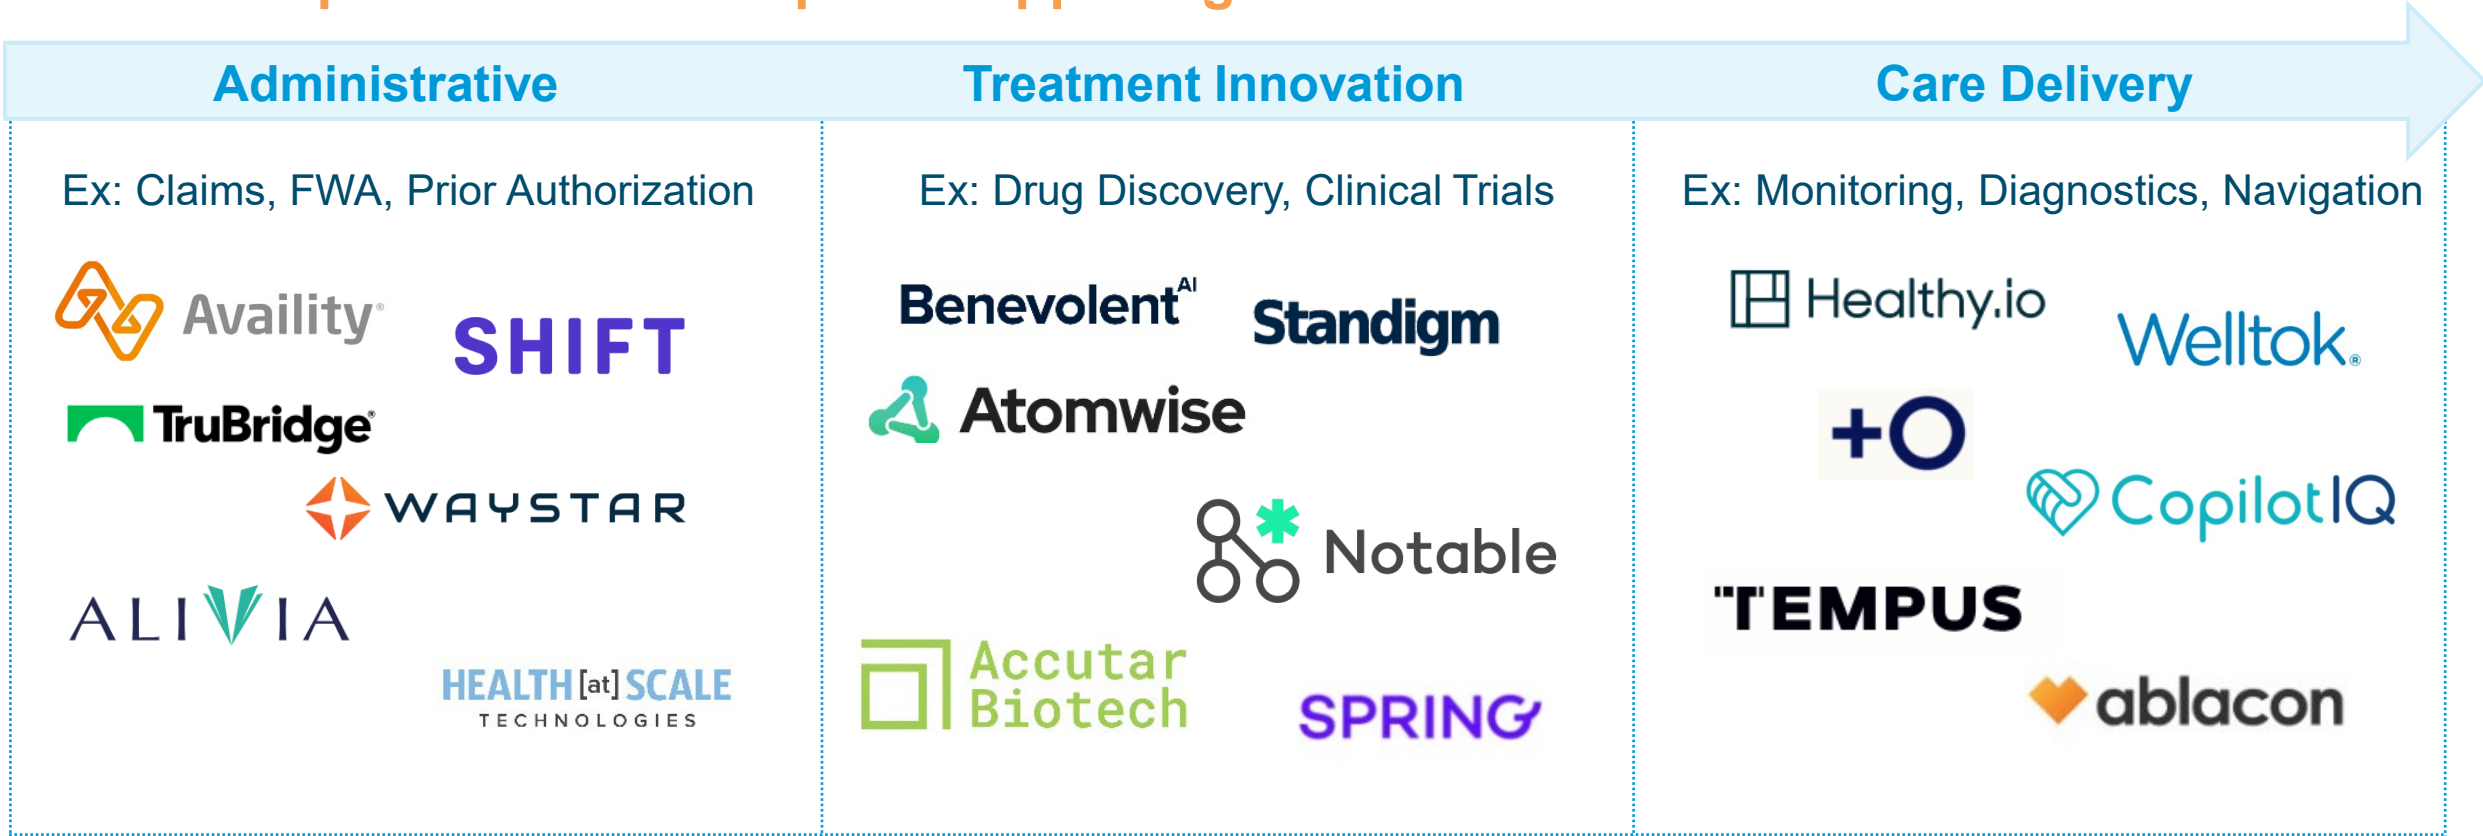 Administrative
Treatment Innovation
Care Delivery
Ex: Claims, FWA, Prior Authorization
Availity®
SHIFT
TruBridge®
WAYSTAR
ALIVIA
HEALTH [at] SCALE
TECHNOLOGIES
Ex: Drug Discovery, Clinical Trials
Benevolent AI
Standigm
Atomwise
Notable
Accutar
Biotech
SPRING
Ex: Monitoring, Diagnostics, Navigation
Healthy.io
Welltok®
+O
CopilotIQ
TEMPUS
ablacon